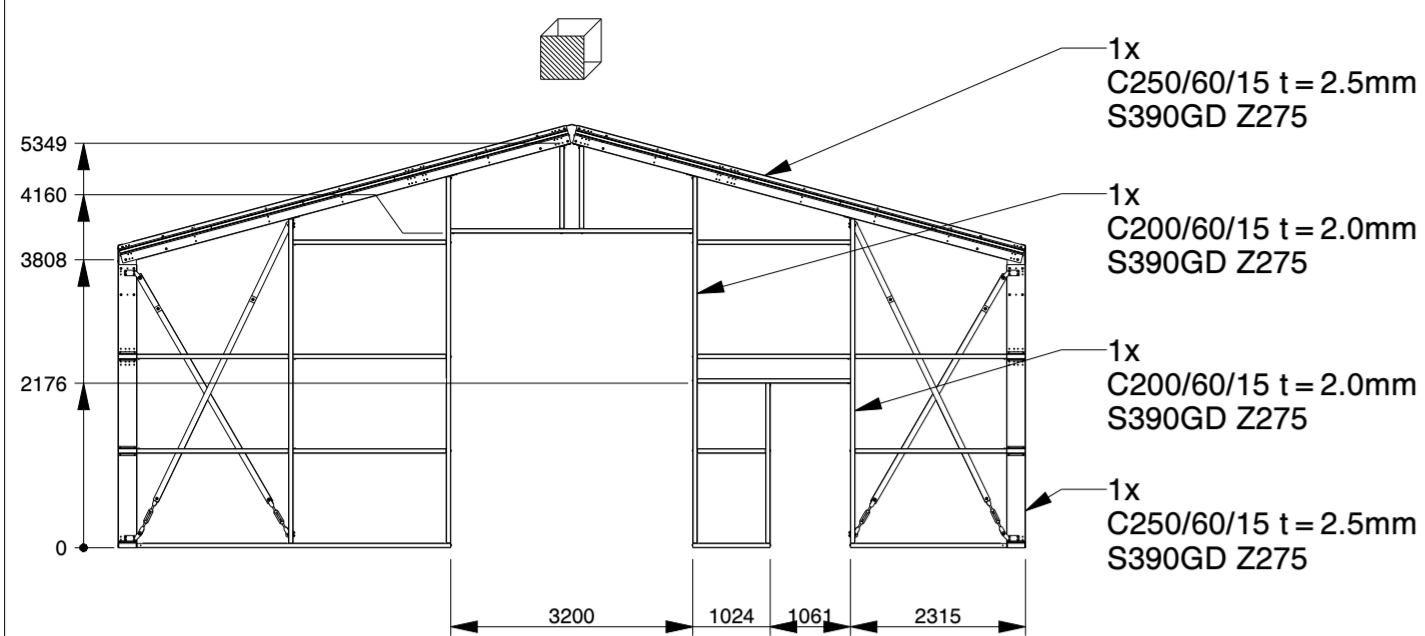 1x
C250/60/15 t = 2.5mm
S390GD Z275
5349
4160
1x
C200/60/15 t = 2.0mm
S390GD Z275
3808
1x
C200/60/15 t = 2.0mm
S390GD Z275
2176
1x
C250/60/15 t = 2.5mm
S390GD Z275
0
3200
1024
1061
2315